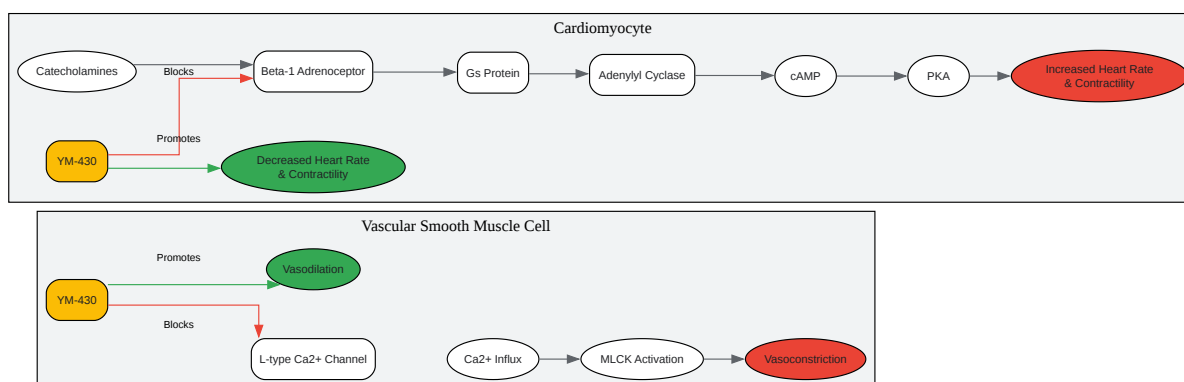 Cardiomyocyte
Catecholamines
Blocks
Beta-1 Adrenoceptor
Gs Protein
Adenylyl Cyclase
cAMP
PKA
Increased Heart Rate
& Contractility
Promotes
YM-430
Decreased Heart Rate
& Contractility
Vascular Smooth Muscle Cell
Promotes
Vasodilation
YM-430
Blocks
L-type Ca2+ Channel
Ca2+ Influx
MLCK Activation
Vasoconstriction